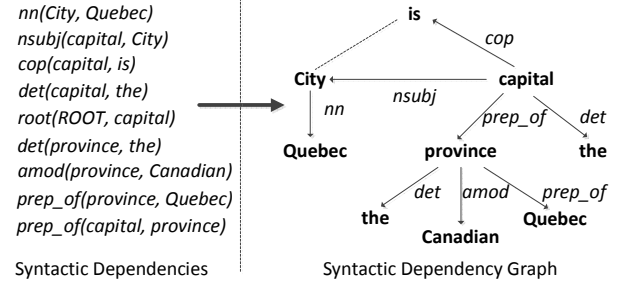 nn(City, Quebec)
nsubj(capital, City)
cop(capital, is)
det(capital, the)
root(ROOT, capital)
det(province, the)
amod(province, Canadian)
prep_of(province, Quebec)
prep_of(capital, province)
Syntactic Dependencies
is
cop
City
capital
nsubj
nn
prep_of
det
Quebec
province
the
det
amod
prep_of
the
Canadian
Quebec
Syntactic Dependency Graph